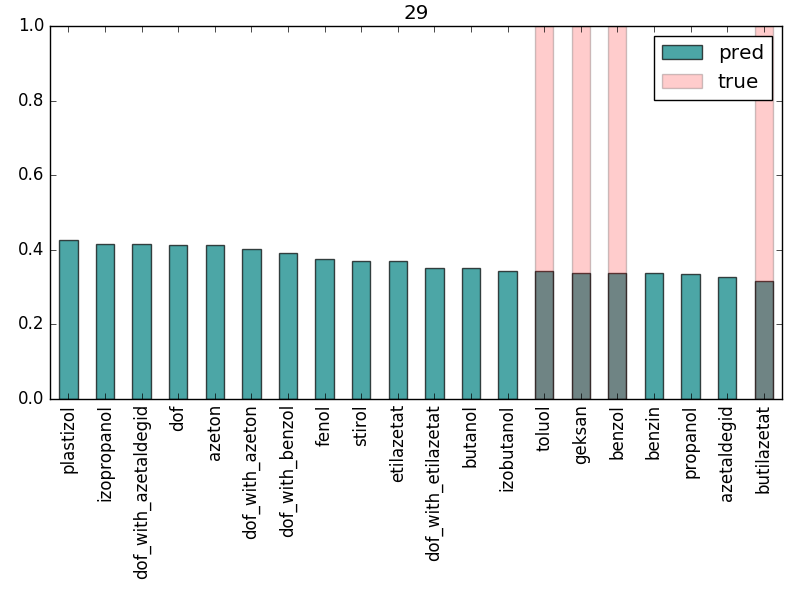 29
1.0
0.8
0.6
0.4
0.2
0.0
pred
true
plastizol
izopropanol
dof_with_azetaldegid
dof
azeton
dof_with_azeton
dof_with_benzol
fenol
stirol
etilazetat
dof_with_etilazetat
butanol
izobutanol
toluol
geksan
benzol
benzin
propanol
azetaldegid
butilazetat